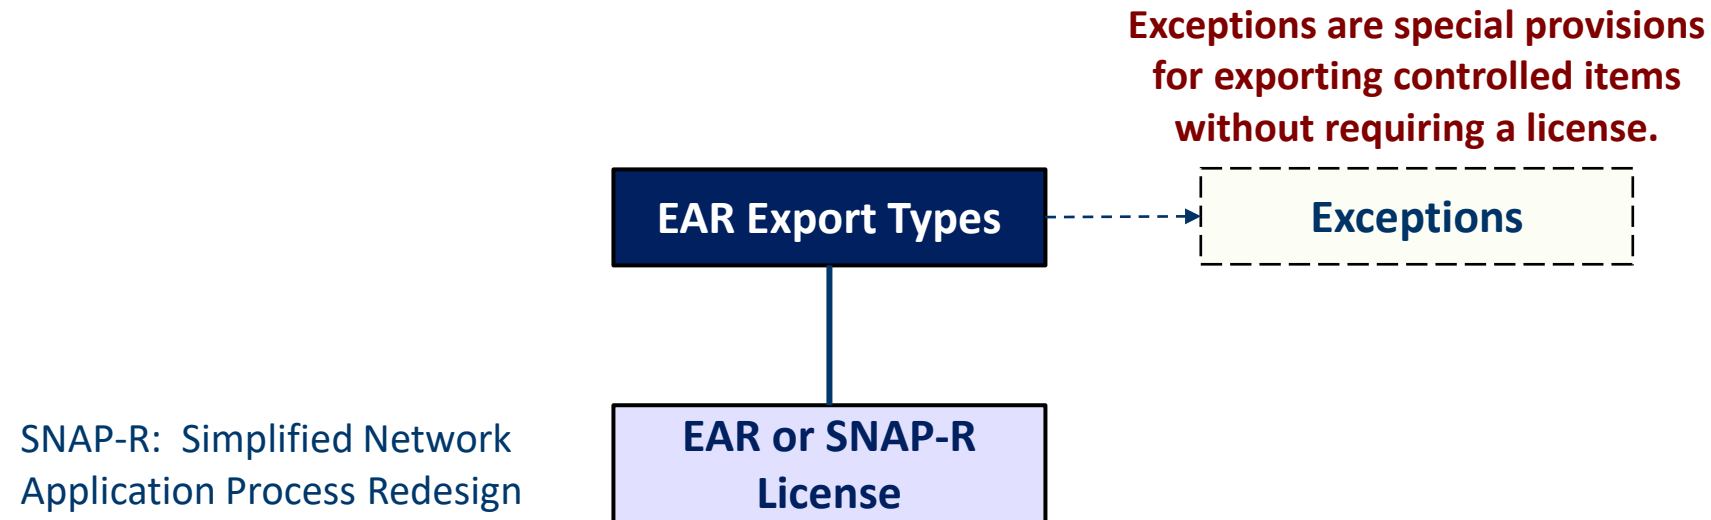 Exceptions are special provisions
for exporting controlled items
without requiring a license.
EAR Export Types
Exceptions
SNAP-R:  Simplified Network
Application Process Redesign
EAR or SNAP-R
License